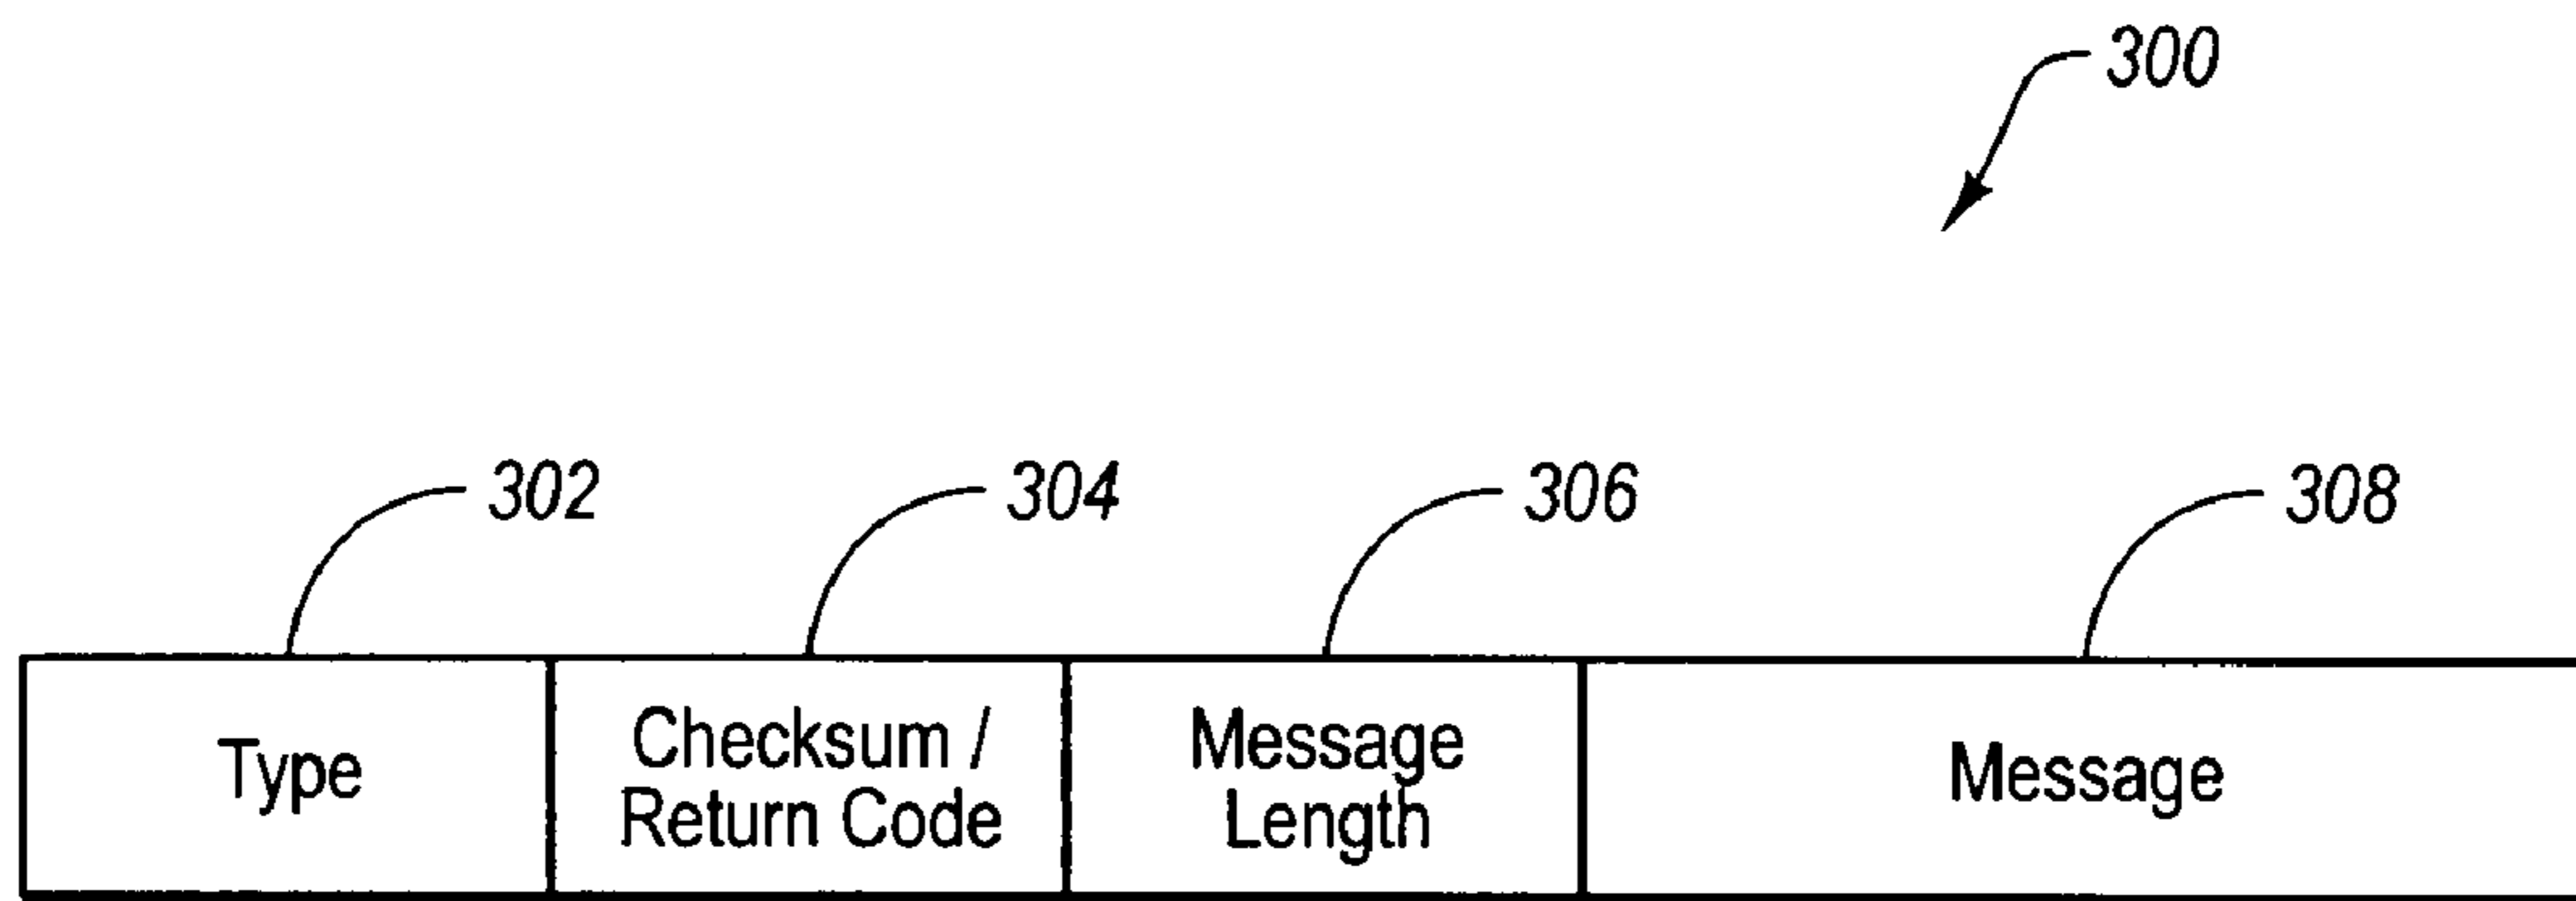 300
302
304
306
308
Type
Checksum /
Return Code
Message
Length
Message